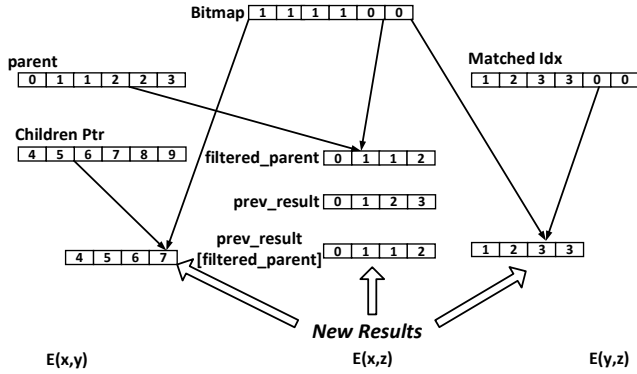 Bitmap 1 1 1 1 0 0
parent
0 1 1 2 2 3
Matched Idx
1 2 3 3 0 0
Children Ptr
4 5 6 7 8 9
filtered_parent 0 1 1 2
prev_result 0 1 2 3
prev_result
[filtered_parent] 0 1 1 2
4 5 6 7
1 2 3 3
New Results
E(x,y) E(x,z) E(y,z)